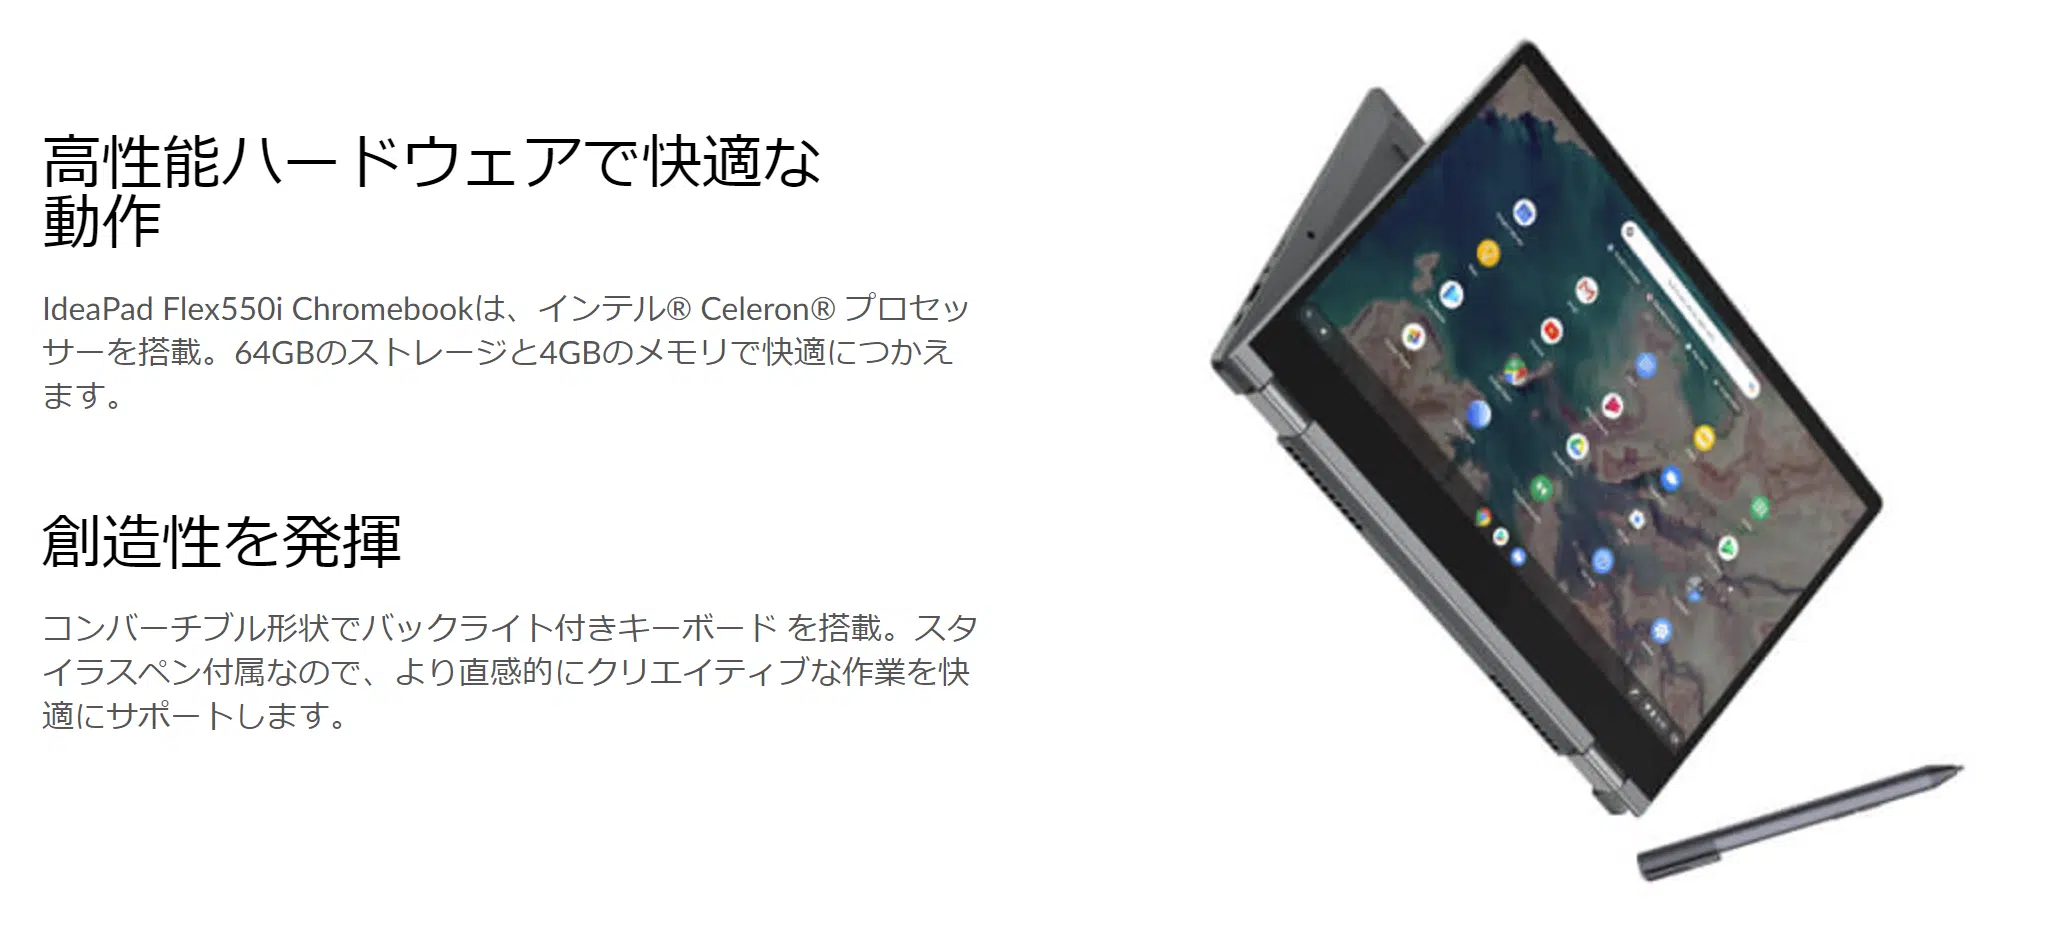 高性能ハードウェアで快適な
動作
IdeaPad Flex550i Chromebookは、インテル® Celeron® プロセッ
サーを搭載。64GBのストレージと4GBのメモリで快適につかえ
ます。
創造性を発揮
コンバーチブル形状でバックライト付きキーボード を搭載。スタ
イラスペン付属なので、より直感的にクリエイティブな作業を快
適にサポートします。